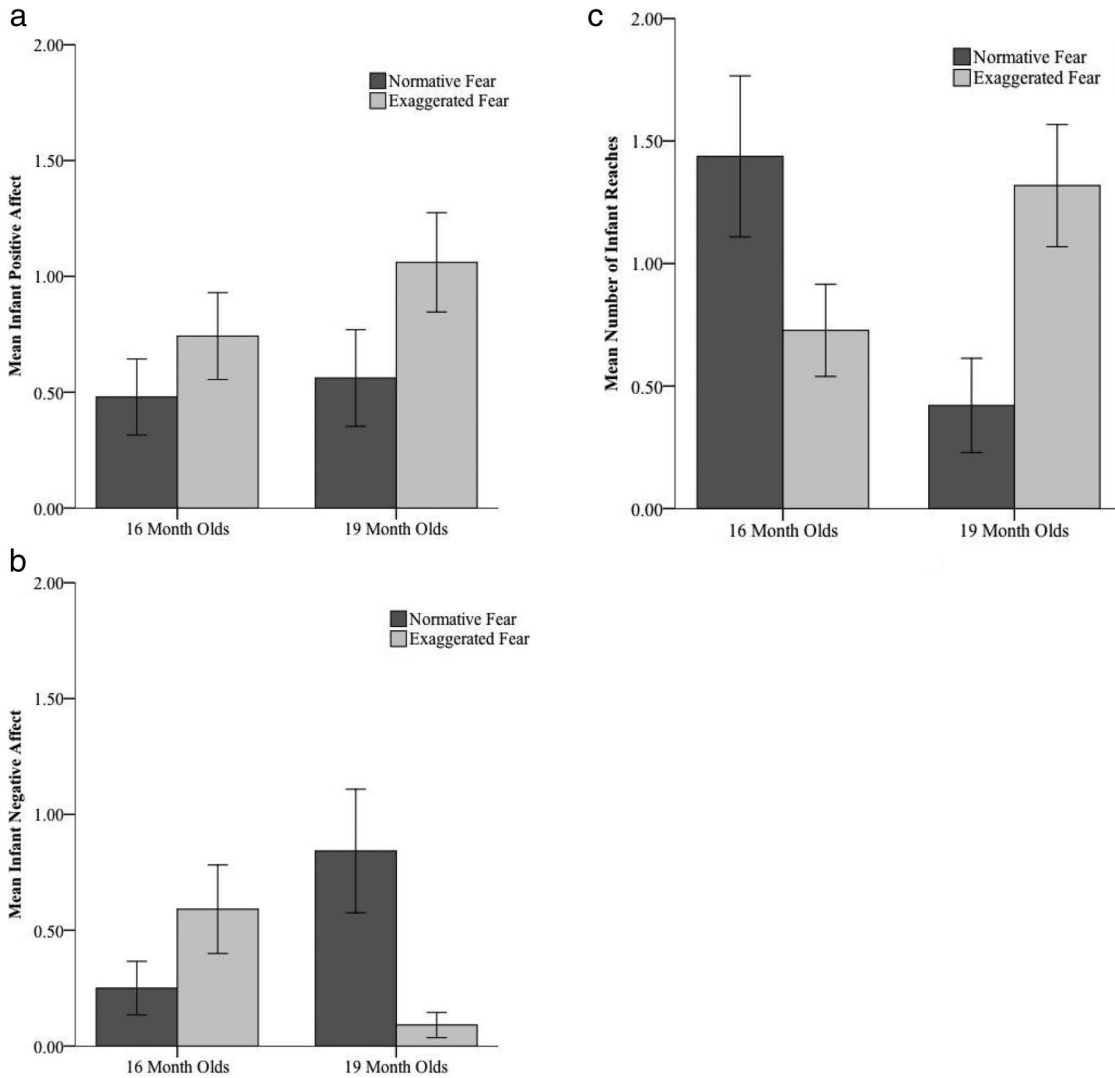 a
Mean Infant Positive Affect
2.00
1.50
1.00
0.50
0.00
Normative Fear
Exaggerated Fear
16 Month Olds
19 Month Olds
b
Mean Infant Negative Affect
2.00
1.50
1.00
0.50
0.00
Normative Fear
Exaggerated Fear
16 Month Olds
19 Month Olds
c
Mean Number of Infant Reaches
2.00
1.50
1.00
0.50
0.00
Normative Fear
Exaggerated Fear
16 Month Olds
19 Month Olds